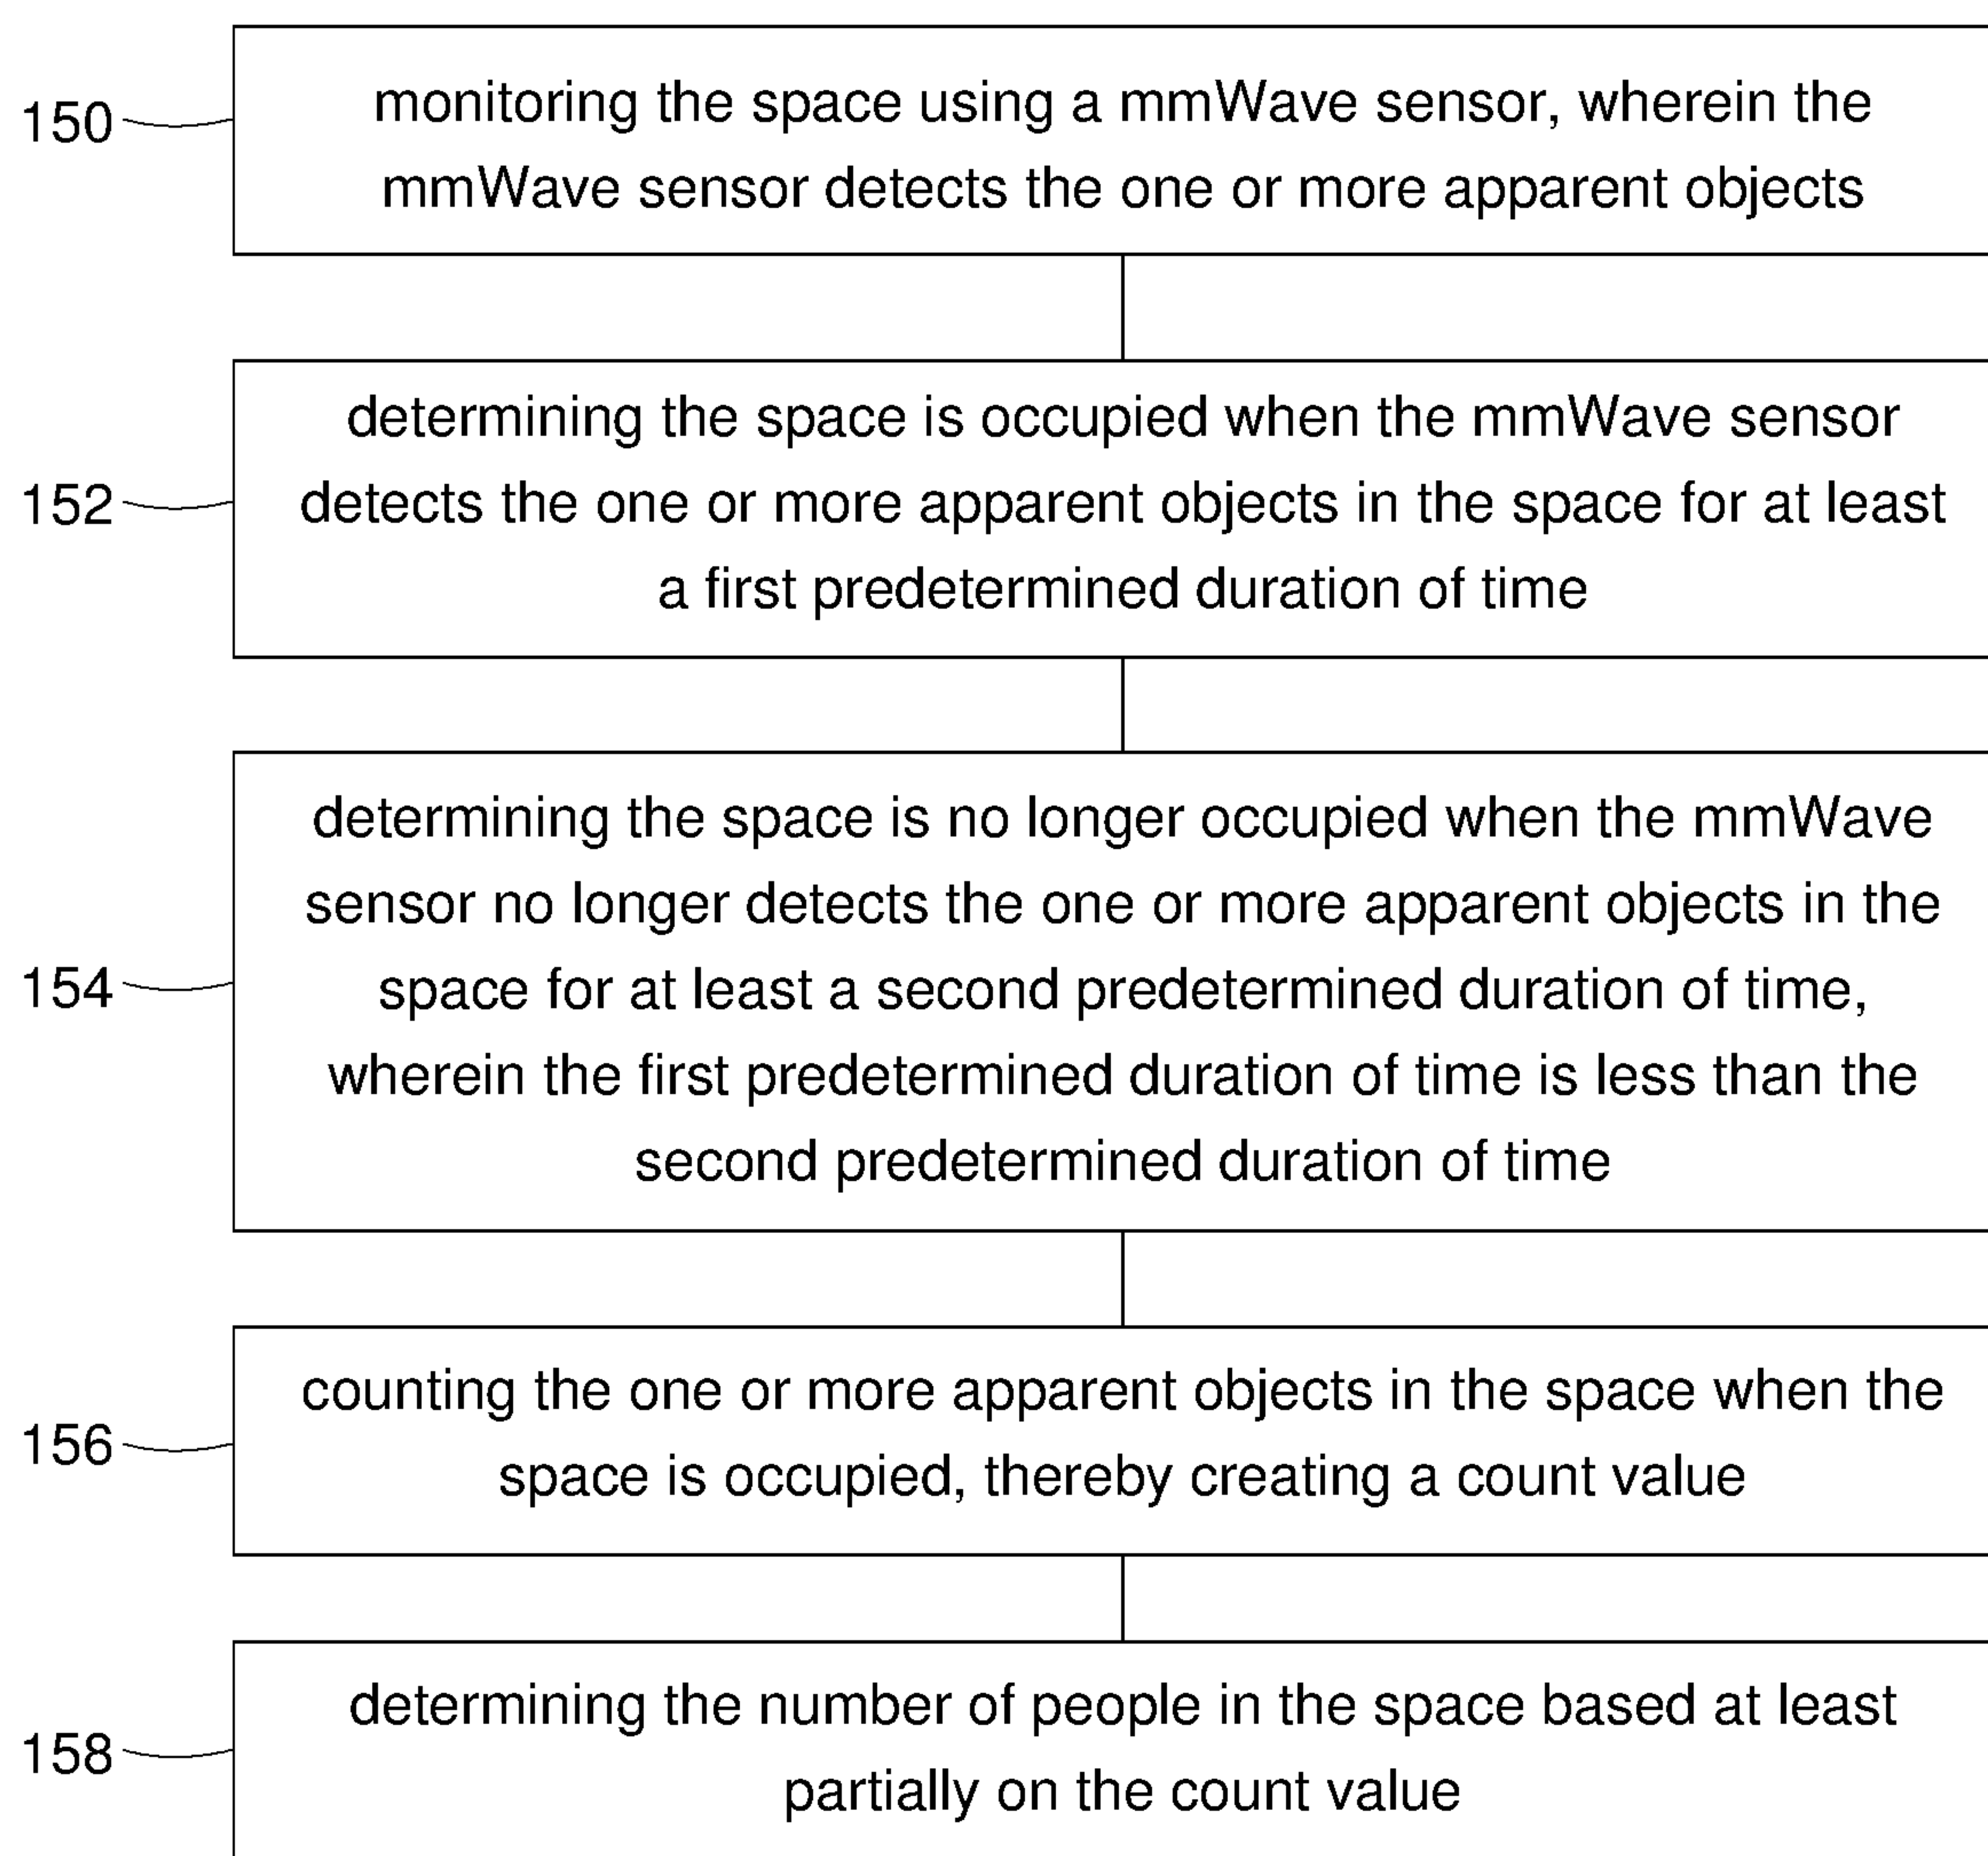 150
monitoring the space using a mmWave sensor, wherein the
mmWave sensor detects the one or more apparent objects
152
determining the space is occupied when the mmWave sensor
detects the one or more apparent objects in the space for at least
a first predetermined duration of time
154
determining the space is no longer occupied when the mmWave
sensor no longer detects the one or more apparent objects in the
space for at least a second predetermined duration of time,
wherein the first predetermined duration of time is less than the
second predetermined duration of time
156
counting the one or more apparent objects in the space when the
space is occupied, thereby creating a count value
158
determining the number of people in the space based at least
partially on the count value